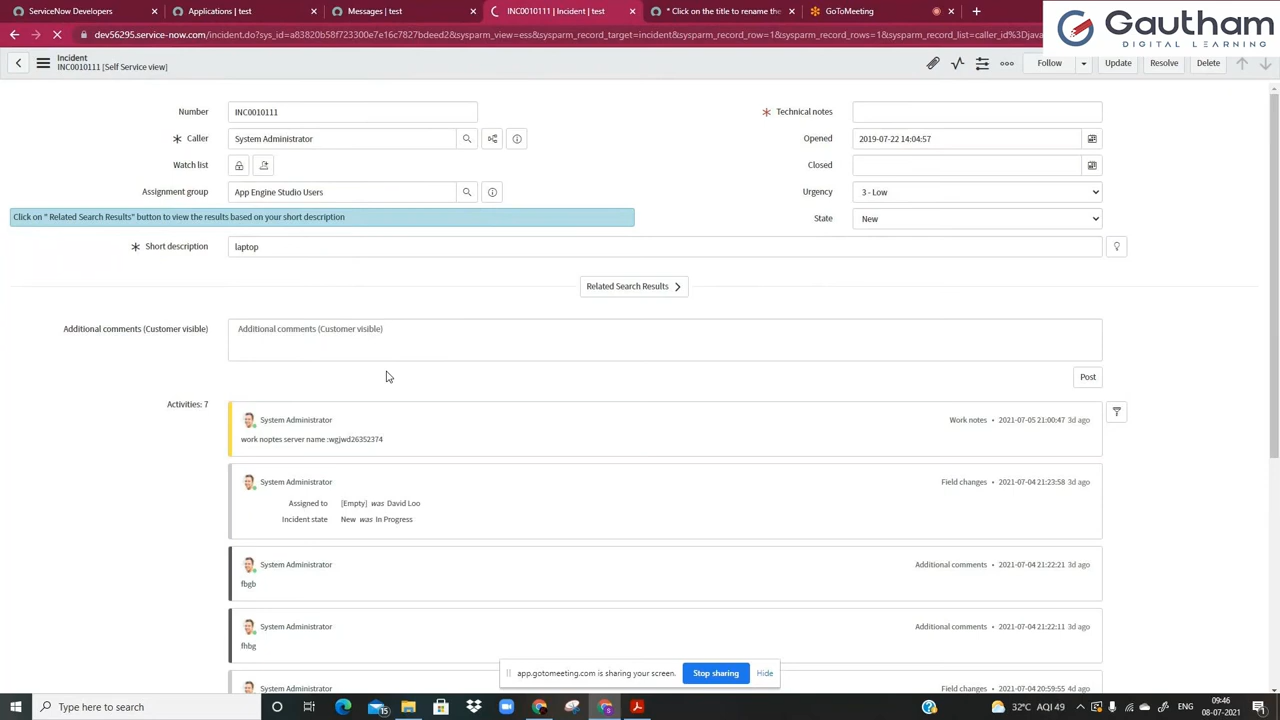 ServiceNow Developers
Applications | test
Messages | test
INC0010111 | Incident | test
* Click on the title to rename the
GoToMeeting
Gautham
DIGITAL LEARNING
dev56295.service-now.com/incident.do?sys_id=a83820b58f723300e7e16c7827bdeed2&sysparm_view=ess&sysparm_record_target=incident&sysparm_record_row=1&sysparm_record_rows=1&sysparm_record_list=caller_id%3Djava
Incident
INC0010111 [Self Service view]
Follow
Update
Resolve
Delete
Number
INC0010111
Technical notes
Caller
System Administrator
Opened
2019-07-22 14:04:57
Watch list
Closed
Assignment group
App Engine Studio Users
Urgency
3 - Low
Click on " Related Search Results" button to view the results based on your short description
State
New
Short description
laptop
Related Search Results
Additional comments (Customer visible)
Additional comments (Customer visible)
Post
Activities: 7
System Administrator
Work notes • 2021-07-05 21:00:47 3d ago
work noptes server name :wgjwd26352374
System Administrator
Field changes • 2021-07-04 21:23:58 3d ago
Assigned to [Empty] was David Loo
Incident state New was In Progress
System Administrator
Additional comments • 2021-07-04 21:22:21 3d ago
fbgb
System Administrator
Additional comments • 2021-07-04 21:22:11 3d ago
fhbg
System Administrator
Field changes • 2021-07-04 20:59:55 3d ago
app.gotomeeting.com is sharing your screen.
Stop sharing
Hide
Type here to search
15
32°C AQI 49
ENG
09:46
08-07-2021